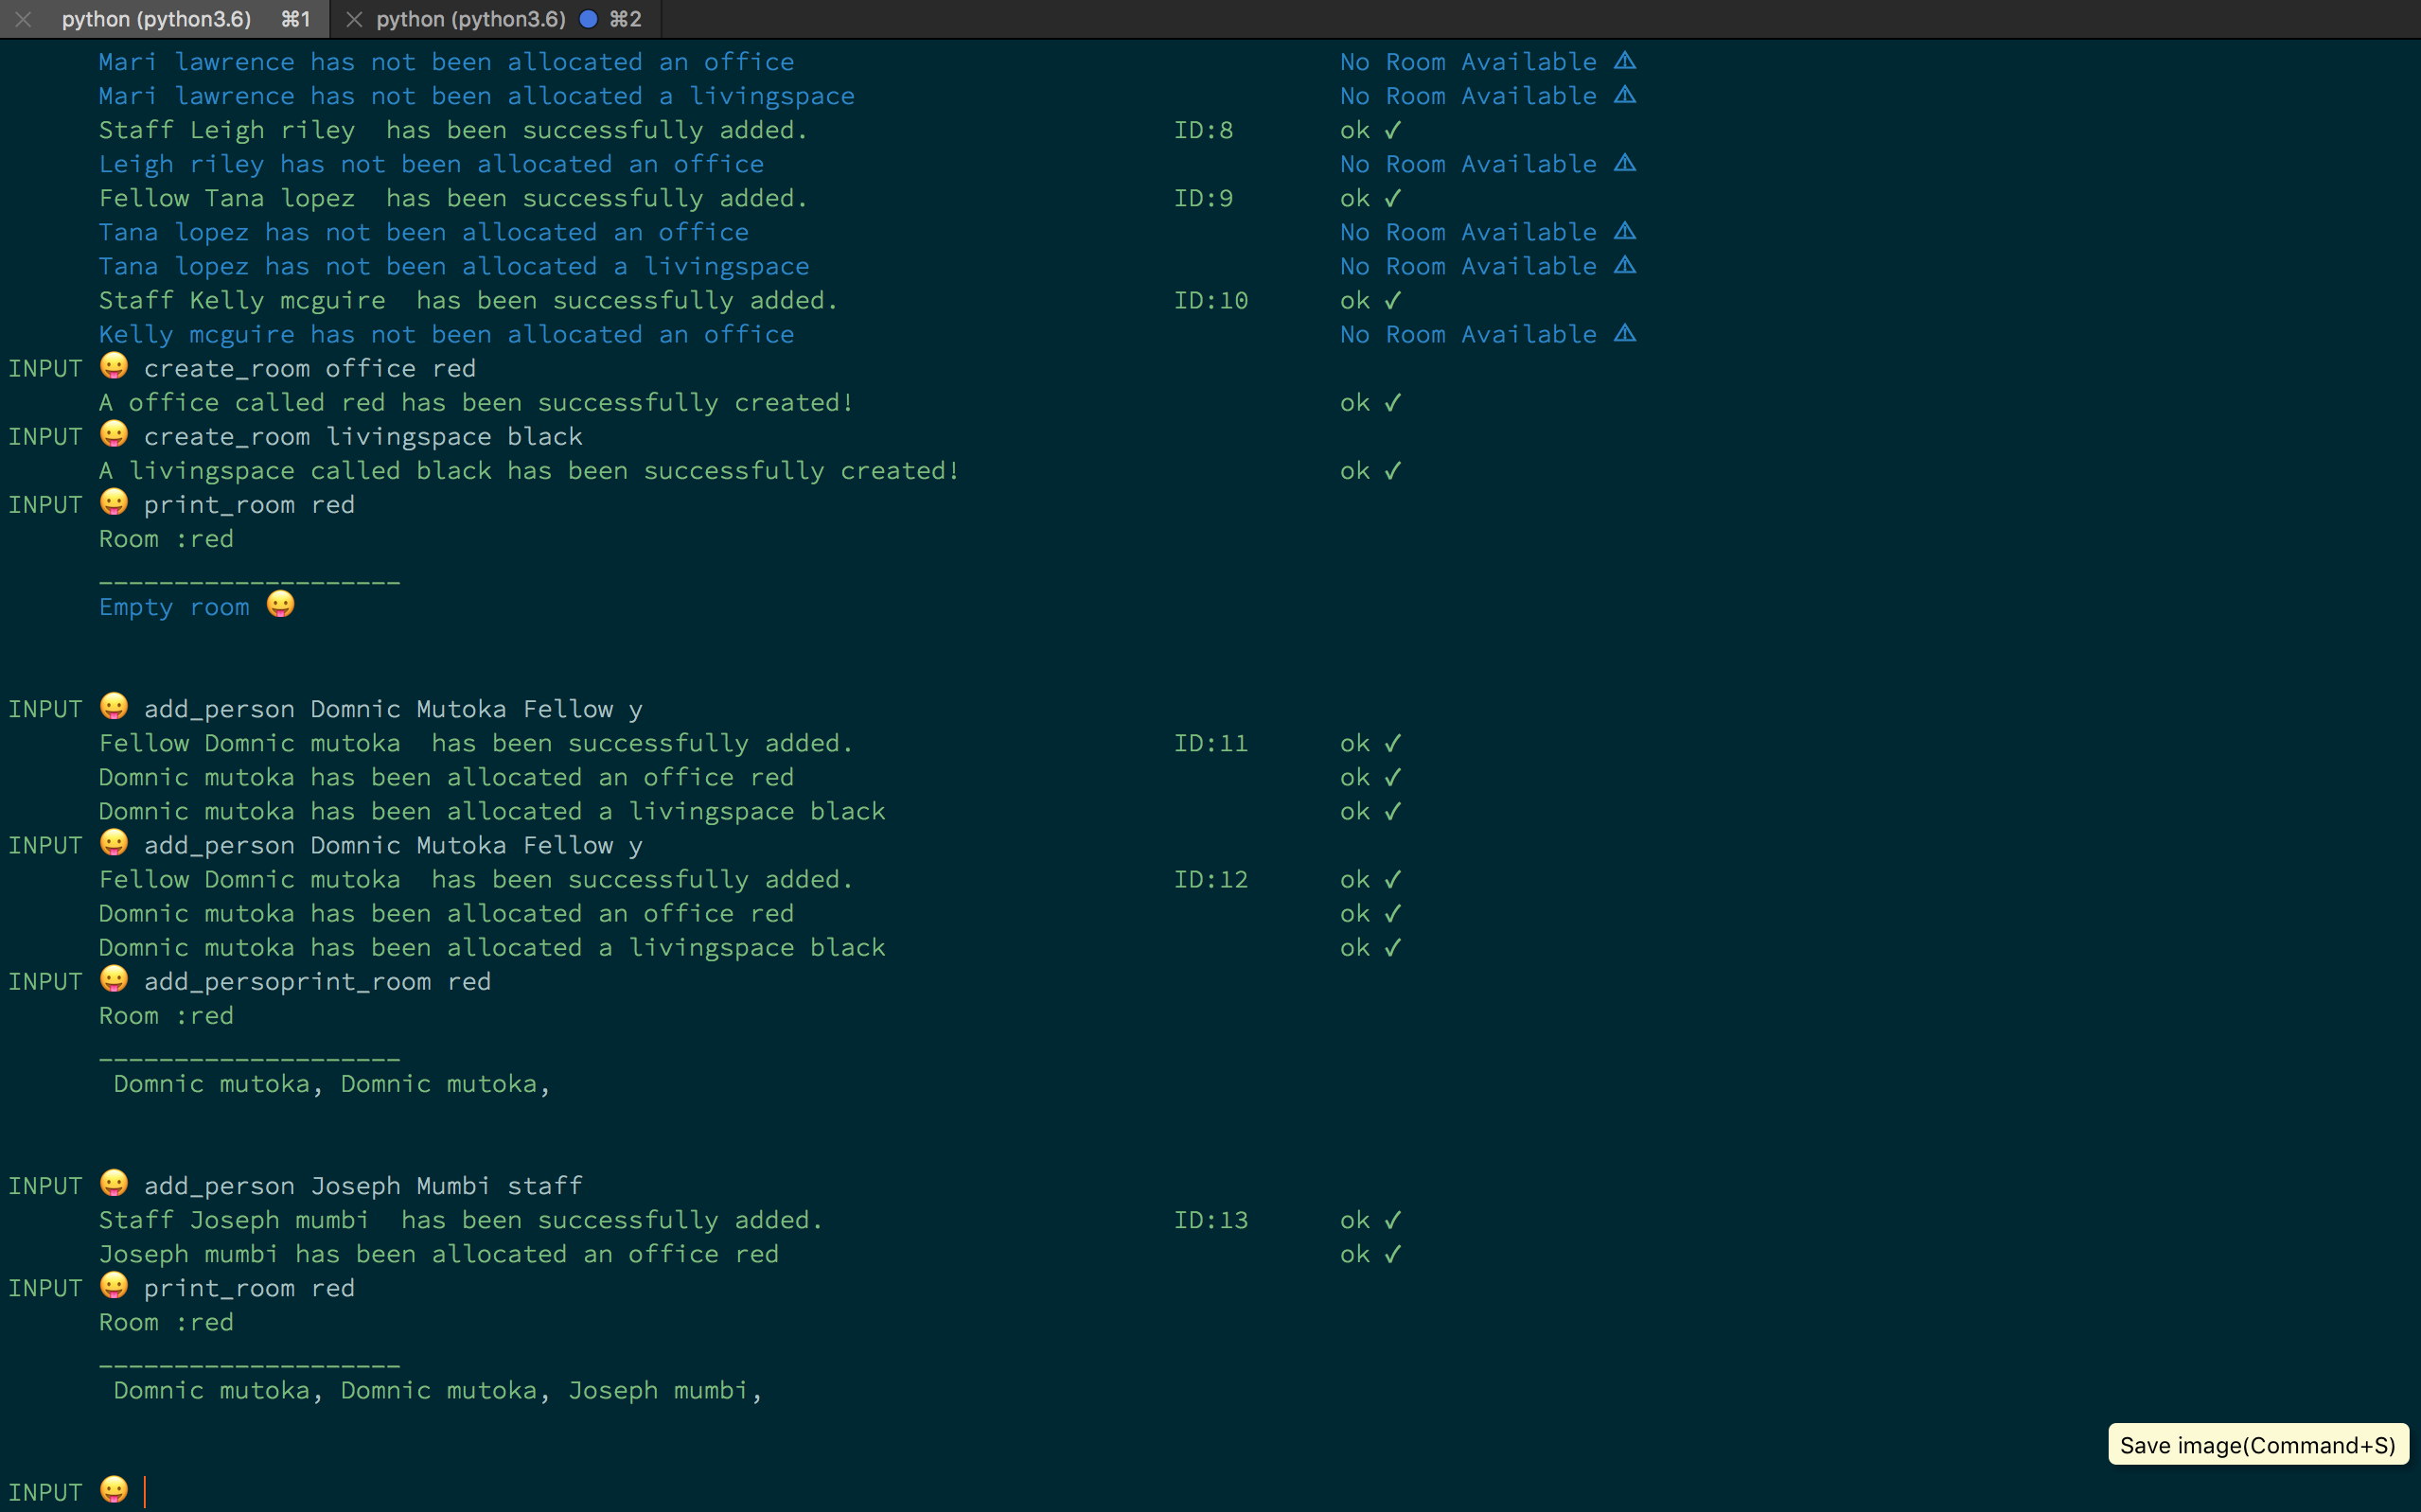 python (python3.6) ⌘1 python (python3.6) ⌘2
Mari lawrence has not been allocated an office No Room Available ⚠
Mari lawrence has not been allocated a livingspace No Room Available ⚠
Staff Leigh riley  has been successfully added. ID:8 ok ✓
Leigh riley has not been allocated an office No Room Available ⚠
Fellow Tana lopez  has been successfully added. ID:9 ok ✓
Tana lopez has not been allocated an office No Room Available ⚠
Tana lopez has not been allocated a livingspace No Room Available ⚠
Staff Kelly mcguire  has been successfully added. ID:10 ok ✓
Kelly mcguire has not been allocated an office No Room Available ⚠
INPUT 😛 create_room office red
A office called red has been successfully created! ok ✓
INPUT 😛 create_room livingspace black
A livingspace called black has been successfully created! ok ✓
INPUT 😛 print_room red
Room :red
____________________
Empty room 😛
INPUT 😛 add_person Domnic Mutoka Fellow y
Fellow Domnic mutoka  has been successfully added. ID:11 ok ✓
Domnic mutoka has been allocated an office red ok ✓
Domnic mutoka has been allocated a livingspace black ok ✓
INPUT 😛 add_person Domnic Mutoka Fellow y
Fellow Domnic mutoka  has been successfully added. ID:12 ok ✓
Domnic mutoka has been allocated an office red ok ✓
Domnic mutoka has been allocated a livingspace black ok ✓
INPUT 😛 add_persoprint_room red
Room :red
____________________
Domnic mutoka, Domnic mutoka,
INPUT 😛 add_person Joseph Mumbi staff
Staff Joseph mumbi  has been successfully added. ID:13 ok ✓
Joseph mumbi has been allocated an office red ok ✓
INPUT 😛 print_room red
Room :red
____________________
Domnic mutoka, Domnic mutoka, Joseph mumbi,
Save image(Command+S)
INPUT 😛